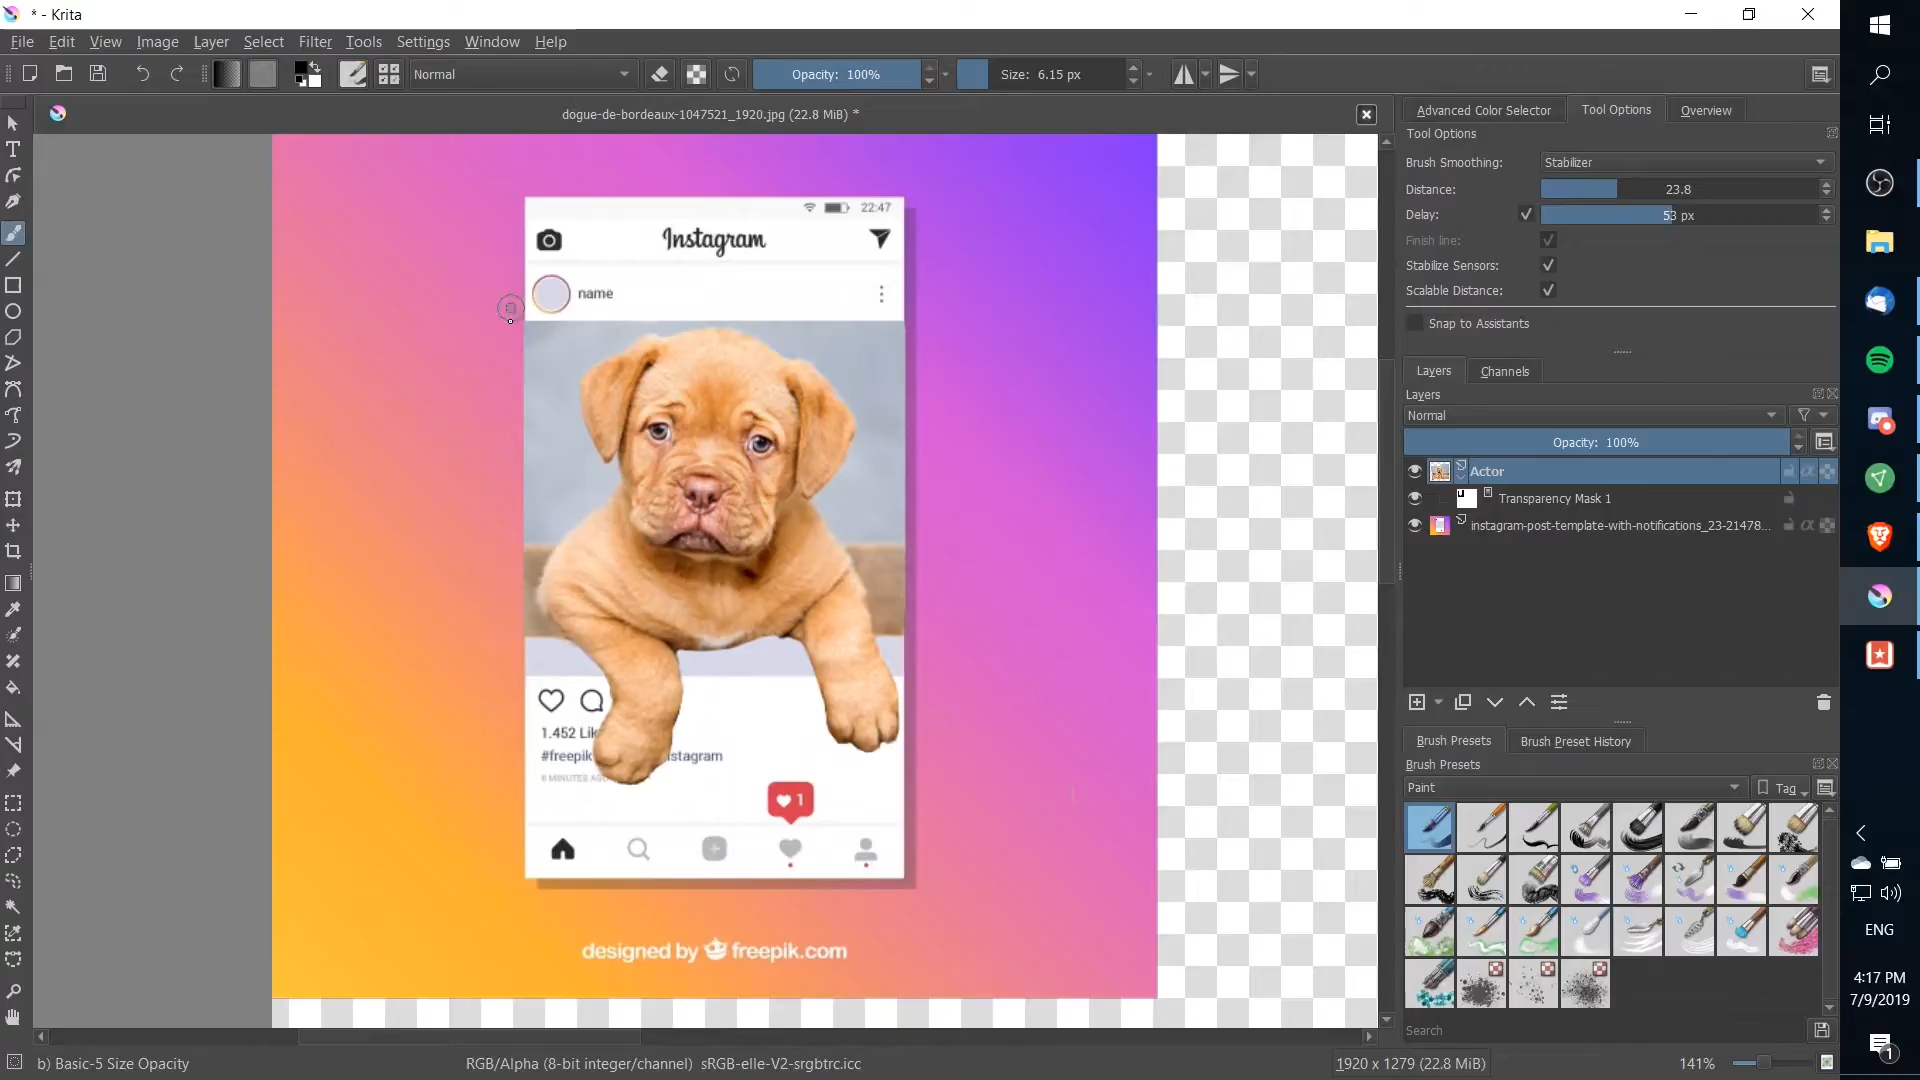 * - Krita
File Edit View Image Layer Select Filter Tools Settings Window Help
Normal
Opacity: 100%
Size: 6.15 px
dogue-de-bordeaux-1047521_1920.jpg (22.8 MiB) *
22:47
Instagram
name
1.452 Lik
#freepik
stagram
6 MINUTES AGO
1
designed by freepik.com
Advanced Color Selector Tool Options Overview
Tool Options
Brush Smoothing: Stabilizer
Distance: 23.8
Delay: 53 px
Finish line:
Stabilize Sensors:
Scalable Distance:
Snap to Assistants
Layers Channels
Layers
Normal
Opacity: 100%
Actor
Transparency Mask 1
instagram-post-template-with-notifications_23-21478...
Brush Presets Brush Preset History
Brush Presets
Paint Tag
Search
b) Basic-5 Size Opacity
RGB/Alpha (8-bit integer/channel) sRGB-elle-V2-srgbtrc.icc
1920 x 1279 (22.8 MiB)
141%
ENG
4:17 PM
7/9/2019
1